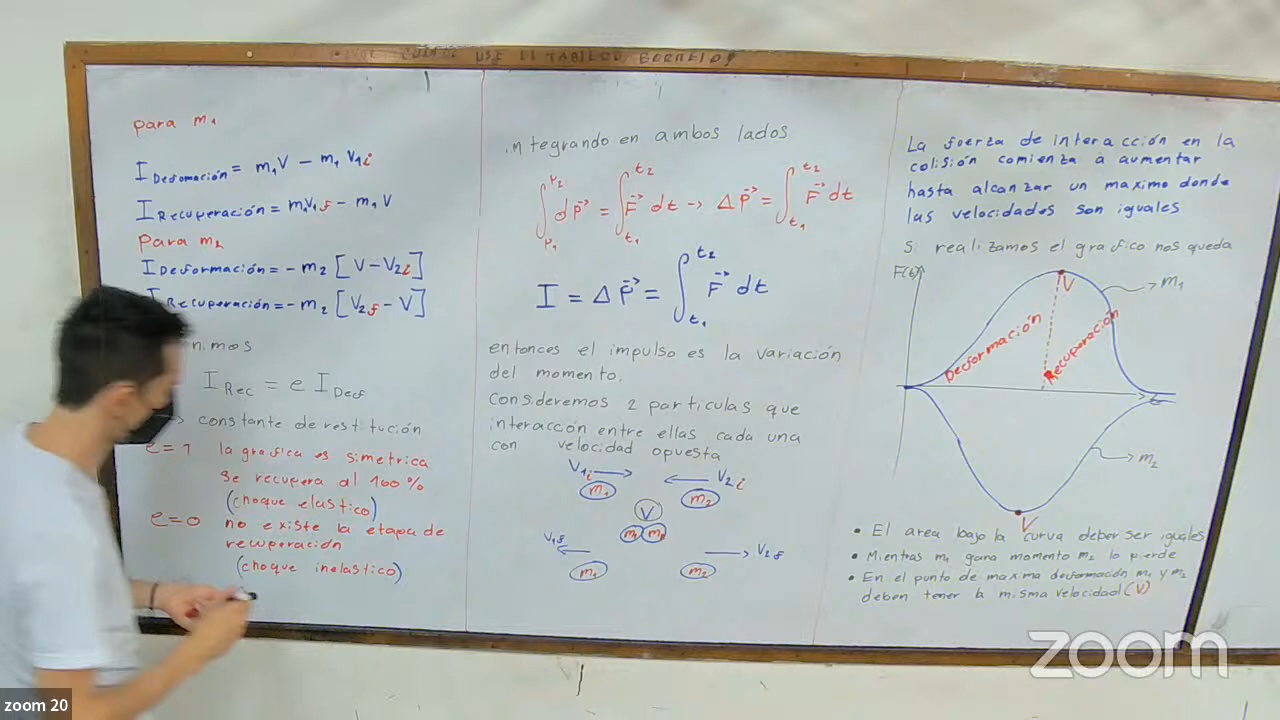 para m₁
I Deformación = m₁V – m₁ V₁i
I Recuperación = m₁V₁f – m₁ V
Para m₂
I Deformación = – m₂ [V – V₂i]
I Recuperación = – m₂ [V₂f – V]
nimos
I Rec = e I Def
→ constante de restitución
e = 1 la grafica es simetrica
se recupera al 100%
(choque elastico)
e = 0 no existe la etapa de
recuperación
(choque inelastico)
integrando en ambos lados
∫ᴾ²ₚ₁ dP⃗ = ∫ᵗ²ₜ₁ F⃗ dt → ΔP⃗ = ∫ᵗ²ₜ₁ F⃗ dt
I = ΔP⃗ = ∫ᵗ²ₜ₁ F⃗ dt
entonces el impulso es la variación
del momento.
Consideremos 2 particulas que
interacción entre ellas cada una
con velocidad opuesta
V₁i V₂i
m₁ m₂
V
m₁ m₂
V₁f V₂f
m₁ m₂
La fuerza de interacción en la
colisión comienza a aumentar
hasta alcanzar un maximo donde
las velocidades son iguales
Si realizamos el grafico nos queda
F(t)
V
m₁
Deformación
Recuperación
t
m₂
V
• El area bajo la curva deber ser iguales
• Mientras m₁ gana momento m₂ lo pierde
• En el punto de maxima deformación m₁ y m₂
deben tener la misma velocidad (V)
zoom
zoom 20